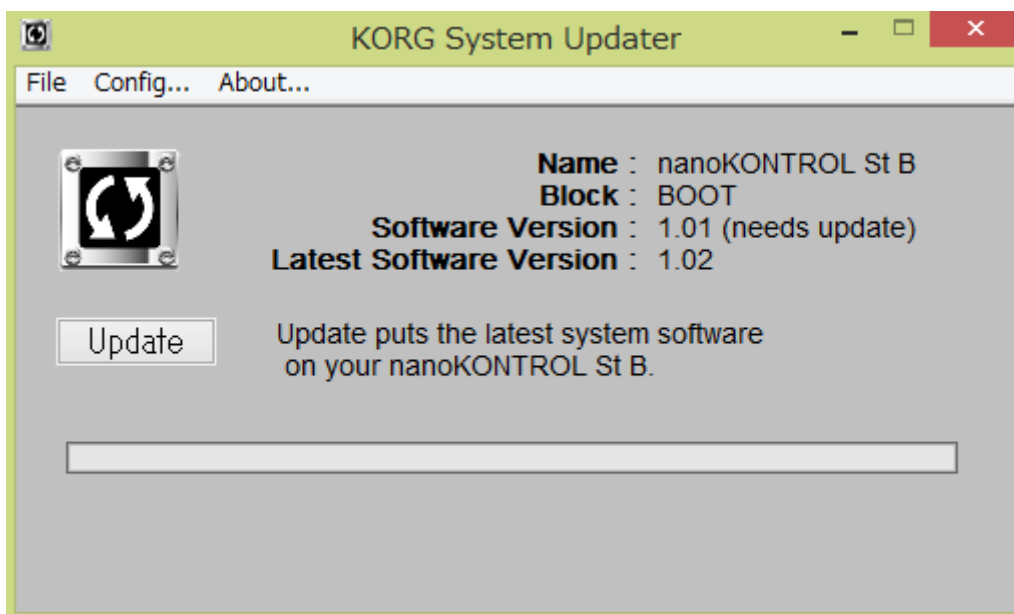 KORG System Updater
File Config... About...
Name : nanoKONTROL St B
Block : BOOT
Software Version : 1.01 (needs update)
Latest Software Version : 1.02
Update
Update puts the latest system software
on your nanoKONTROL St B.